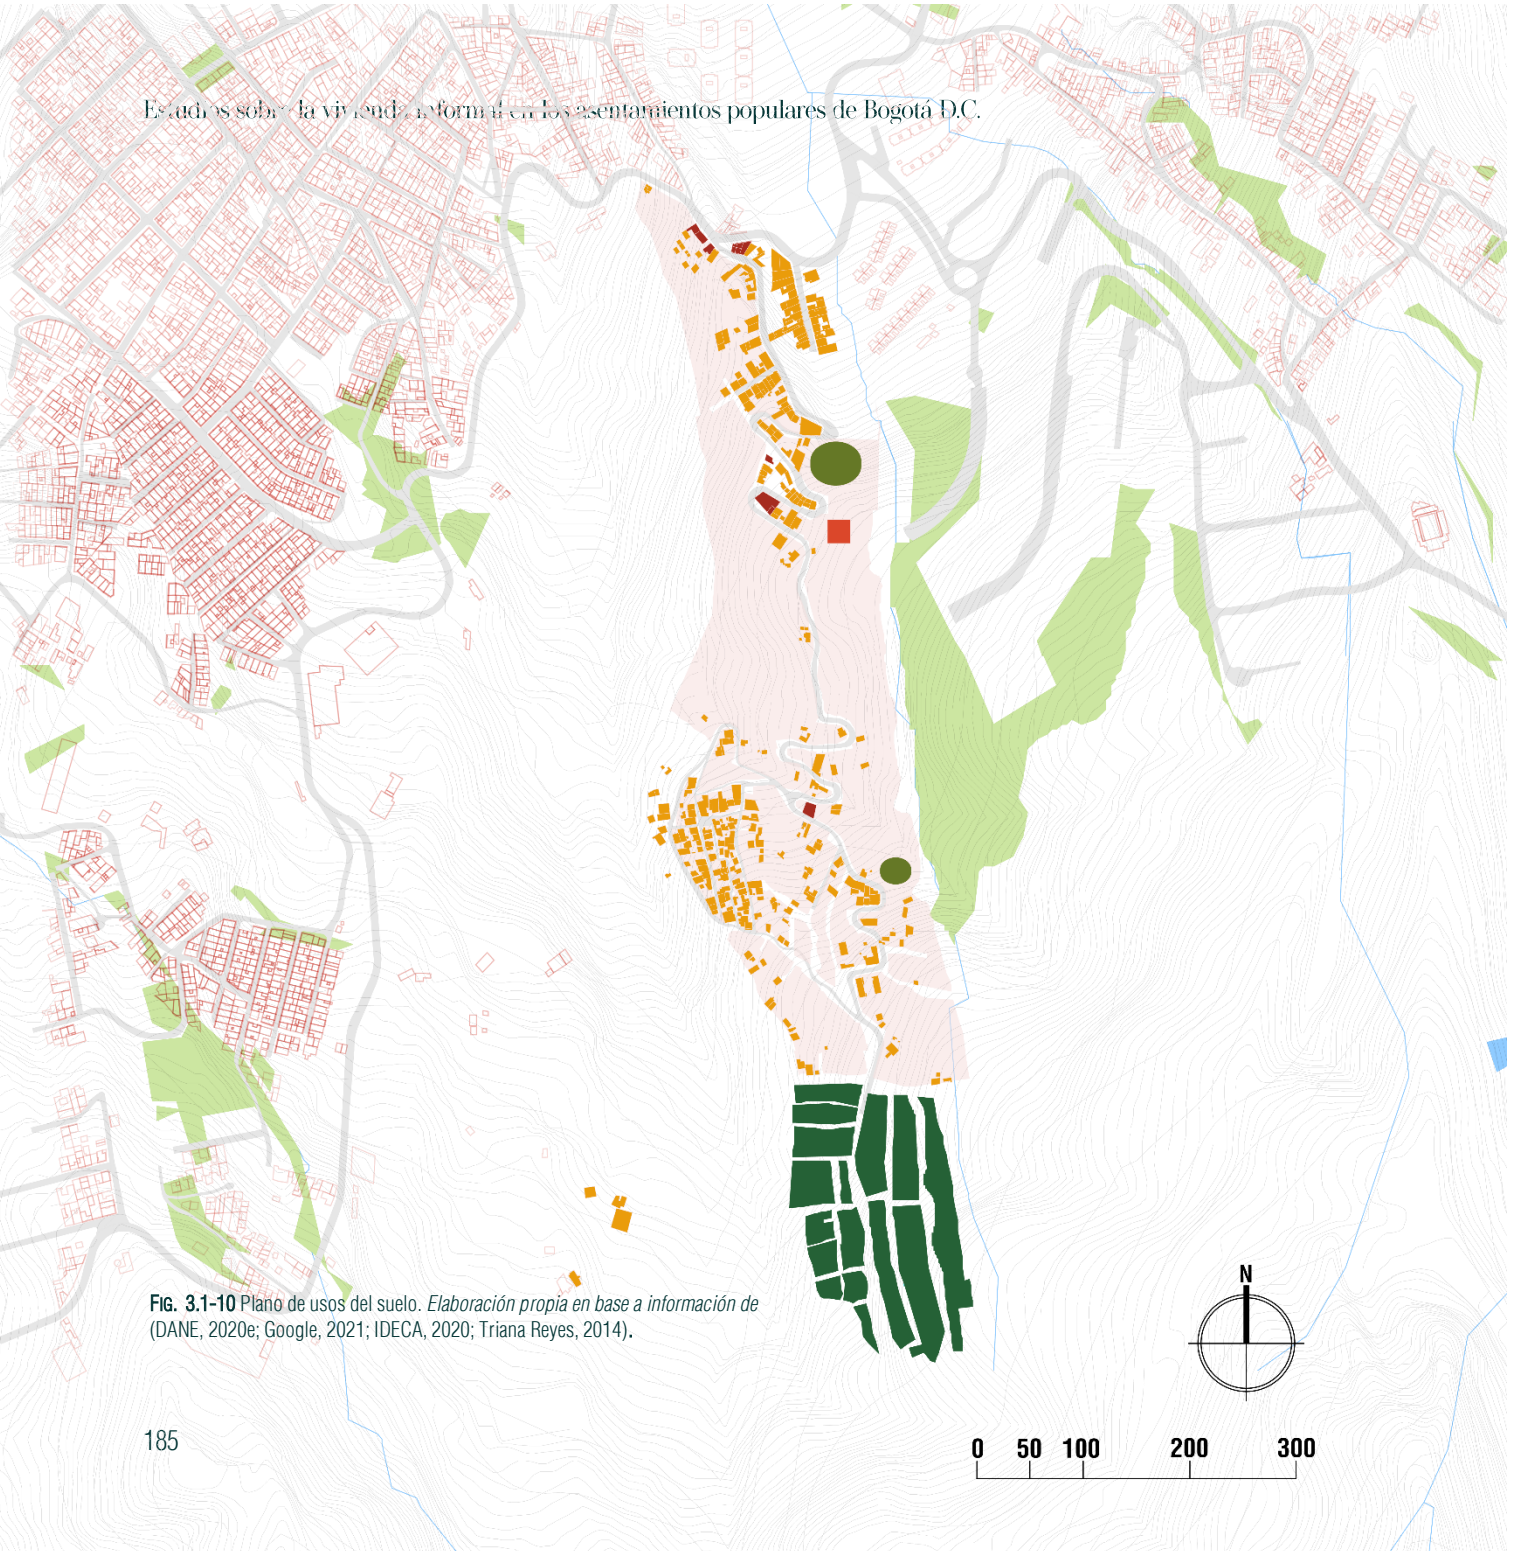 Estudios sobre la vivienda informal en los asentamientos populares de Bogotá D.C.
FIG. 3.1-10 Plano de usos del suelo. Elaboración propia en base a información de
(DANE, 2020e; Google, 2021; IDECA, 2020; Triana Reyes, 2014).
N
185
0 50 100 200 300